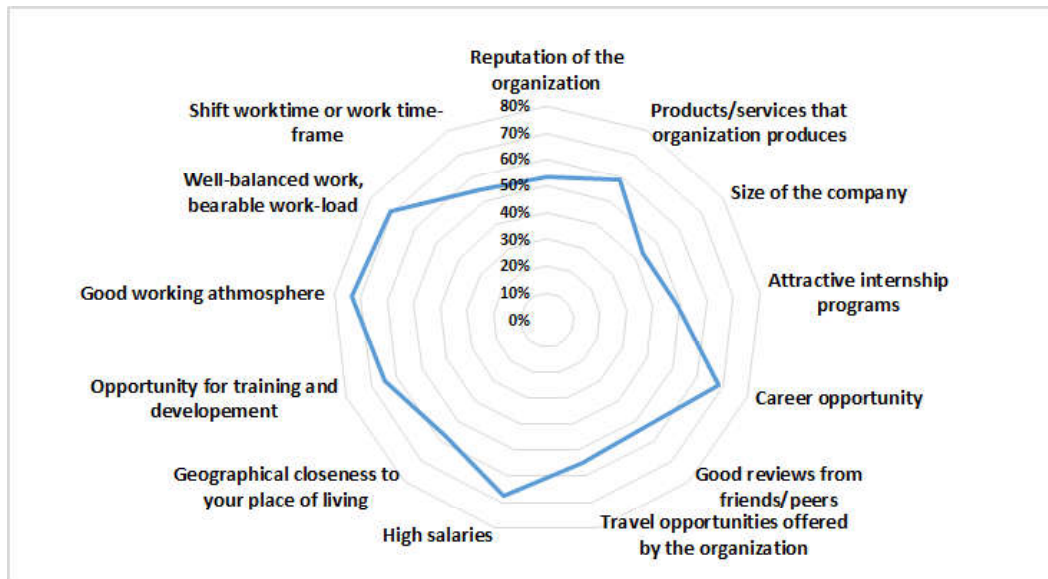 Reputation of the
organization
Products/services that
organization produces
Size of the company
Attractive internship
programs
Career opportunity
Good reviews from
friends/peers
Travel opportunities offered
by the organization
High salaries
Geographical closeness to
your place of living
Opportunity for training and
developement
Good working athmosphere
Well-balanced work,
bearable work-load
Shift worktime or work time-
frame
80%
70%
60%
50%
40%
30%
20%
10%
0%